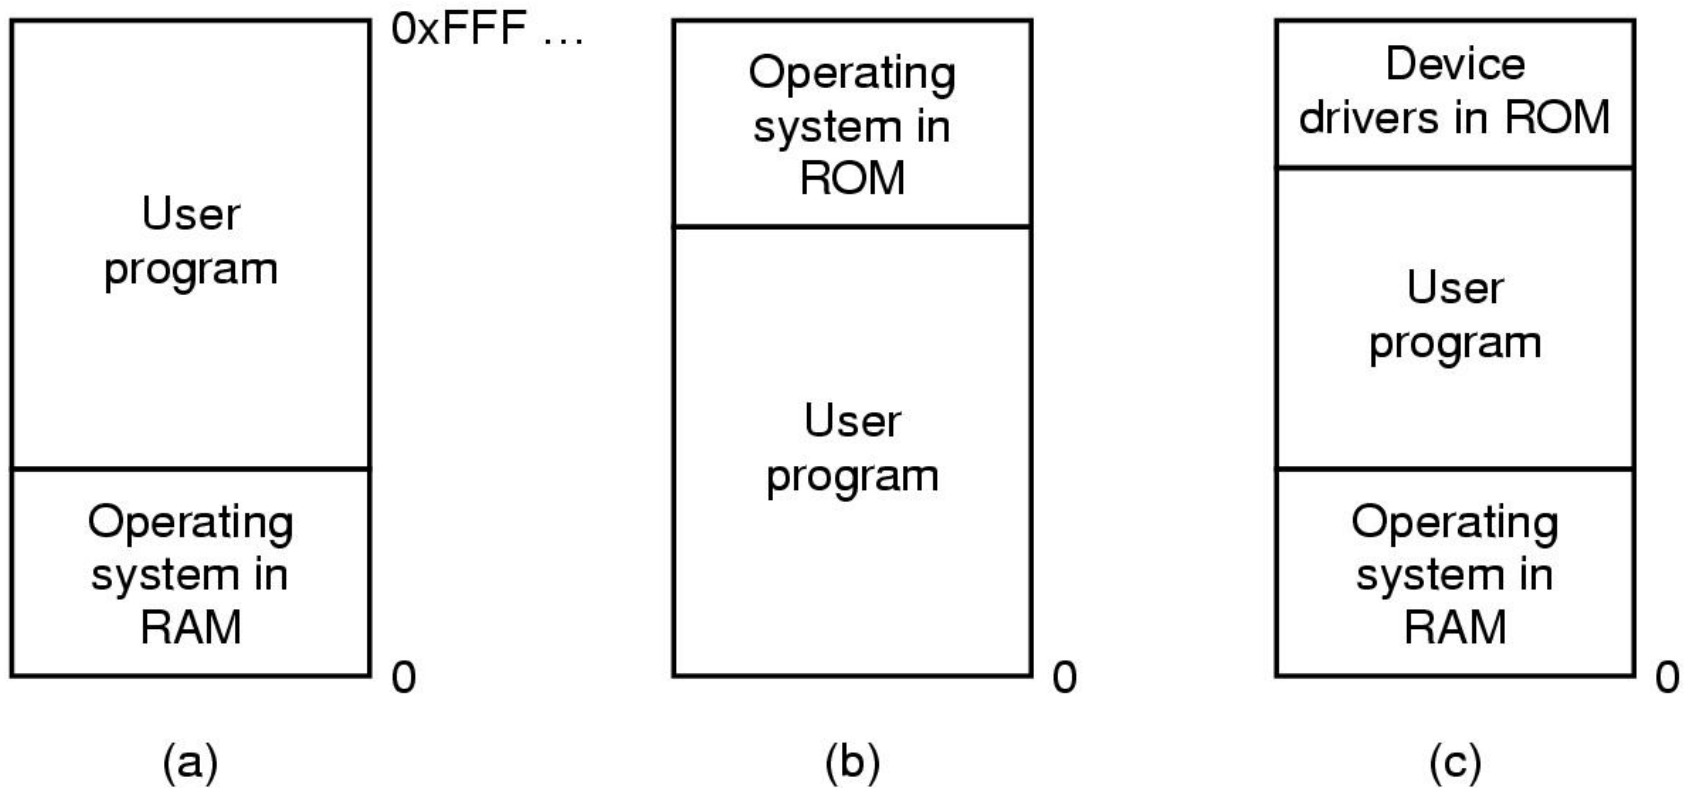 0xFFF ...
User
program
Operating
system in
RAM
0
(a)
Operating
system in
ROM
User
program
0
(b)
Device
drivers in ROM
User
program
Operating
system in
RAM
0
(c)